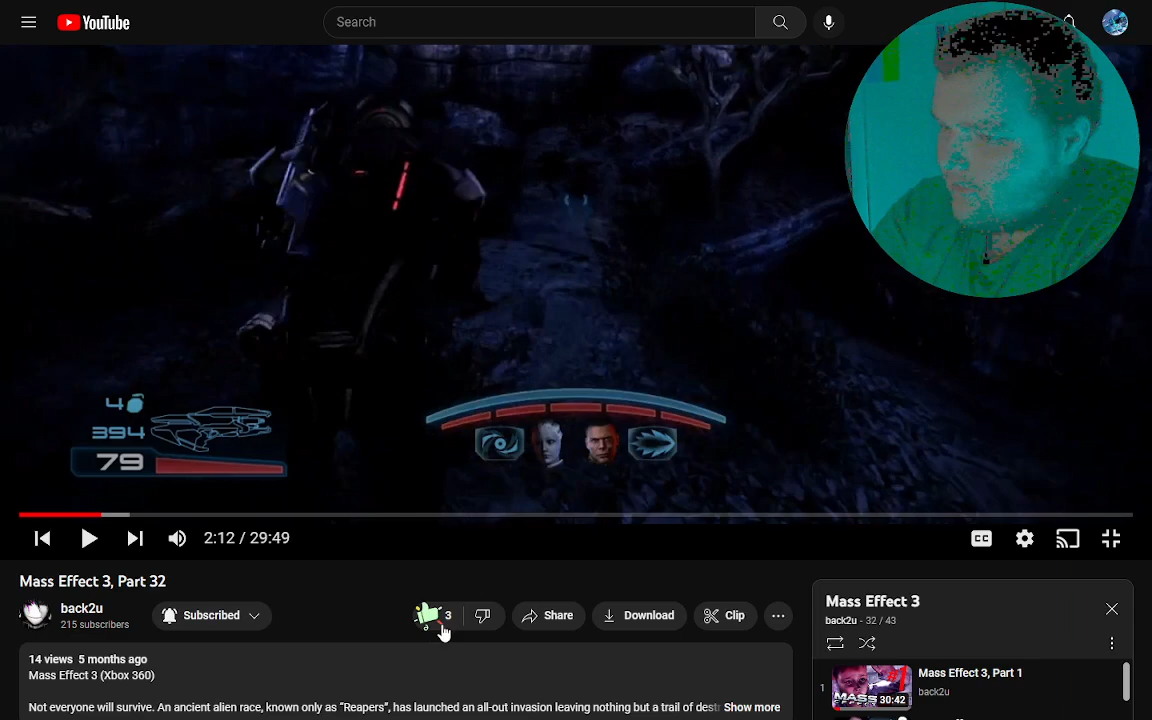 YouTube
Search
4
394
79
2:12 / 29:49
CC
Mass Effect 3, Part 32
back2u
215 subscribers
Subscribed
3
Share
Download
Clip
14 views 5 months ago
Mass Effect 3 (Xbox 360)
Not everyone will survive. An ancient alien race, known only as “Reapers”, has launched an all-out invasion leaving nothing but a trail of dest
Show more
Mass Effect 3
back2u - 32 / 43
1
#1
MASS
30:42
Mass Effect 3, Part 1
back2u